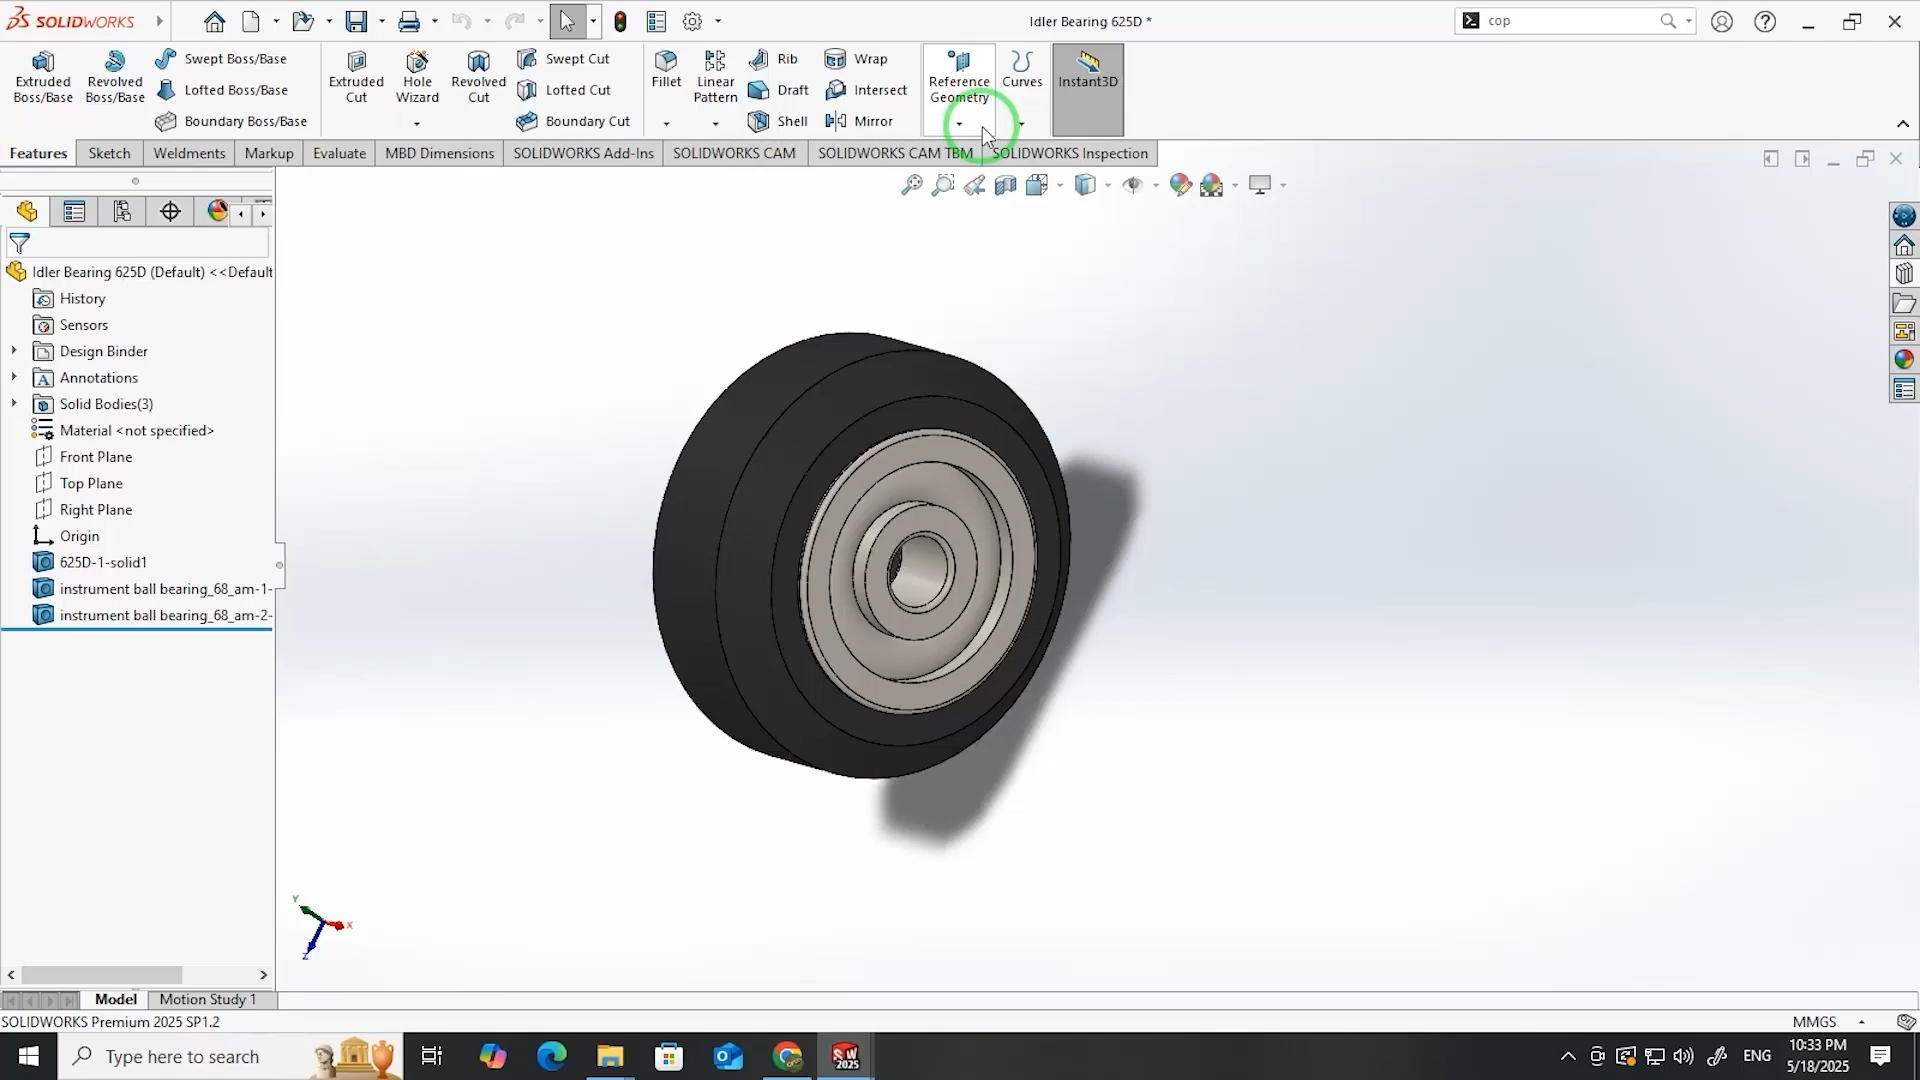 SOLIDWORKS
Idler Bearing 625D *
cop
Extruded Boss/Base
Revolved Boss/Base
Swept Boss/Base
Lofted Boss/Base
Boundary Boss/Base
Extruded Cut
Hole Wizard
Revolved Cut
Swept Cut
Lofted Cut
Boundary Cut
Fillet
Linear Pattern
Rib
Draft
Shell
Wrap
Intersect
Mirror
Reference Geometry
Curves
Instant3D
Features
Sketch
Weldments
Markup
Evaluate
MBD Dimensions
SOLIDWORKS Add-Ins
SOLIDWORKS CAM
SOLIDWORKS CAM TBM
SOLIDWORKS Inspection
Idler Bearing 625D (Default) <<Default
History
Sensors
Design Binder
Annotations
Solid Bodies(3)
Material <not specified>
Front Plane
Top Plane
Right Plane
Origin
625D-1-solid1
instrument ball bearing_68_am-1-
instrument ball bearing_68_am-2-
Y
X
Z
Model
Motion Study 1
SOLIDWORKS Premium 2025 SP1.2
MMGS
Type here to search
SW
2025
ENG
10:33 PM
5/18/2025